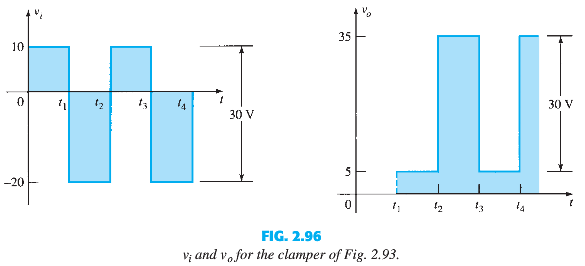 v_i
10
0
t_1
t_2
t_3
t_4
t
30 V
–20
v_o
35
30 V
5
0
t_1
t_2
t_3
t_4
t
FIG. 2.96
v_i and v_o for the clamper of Fig. 2.93.